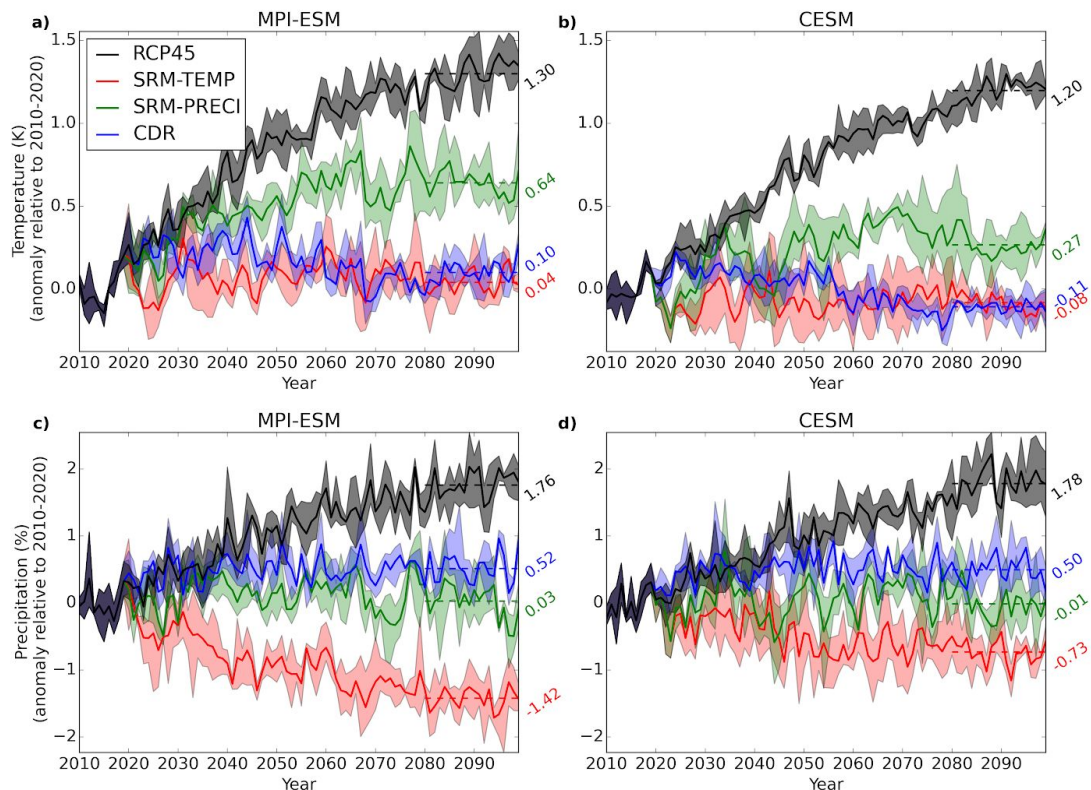 a) MPI-ESM
b) CESM
RCP45
SRM-TEMP
SRM-PRECI
CDR
Temperature (K)
(anomaly relative to 2010-2020)
1.5
1.0
0.5
0.0
1.30
0.64
0.10
0.04
2010 2020 2030 2040 2050 2060 2070 2080 2090
Year
1.5
1.0
0.5
0.0
1.20
0.27
-0.11
-0.08
2010 2020 2030 2040 2050 2060 2070 2080 2090
Year
c) MPI-ESM
d) CESM
Precipitation (%)
(anomaly relative to 2010-2020)
2
1
0
−1
−2
1.76
0.52
0.03
-1.42
2010 2020 2030 2040 2050 2060 2070 2080 2090
Year
2
1
0
−1
−2
1.78
0.50
-0.01
-0.73
2010 2020 2030 2040 2050 2060 2070 2080 2090
Year